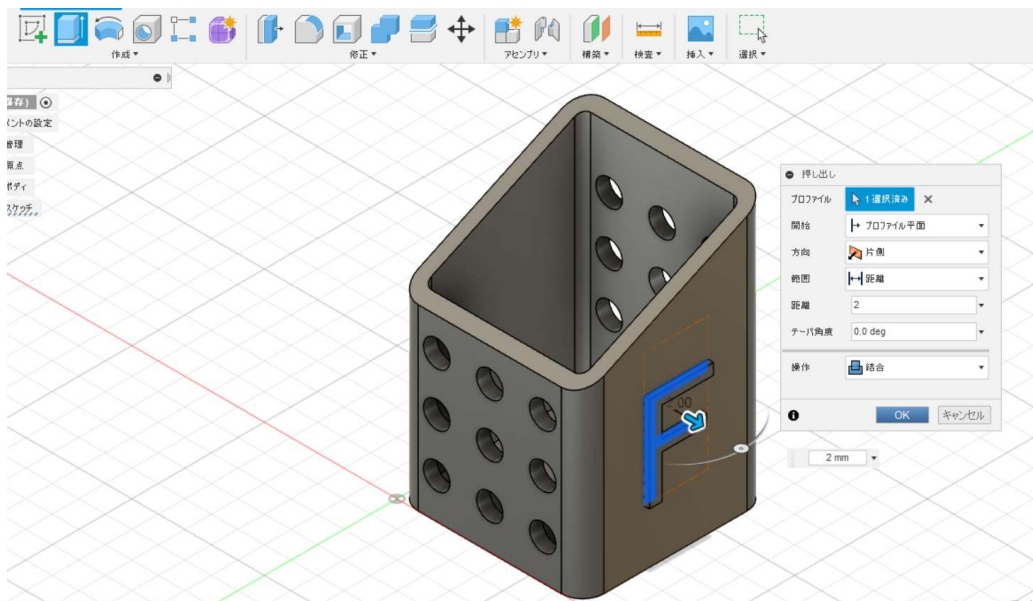 作成▼
修正▼
アセンブリ▼
構築▼
検査▼
挿入▼
選択▼
保存)
メントの設定
管理
原点
ボディ
スケッチ
F
.00
押し出し
プロファイル 1 選択済み
開始 プロファイル平面
方向 片側
範囲 距離
距離 2
テーパ角度 0.0 deg
操作 結合
OK キャンセル
2 mm